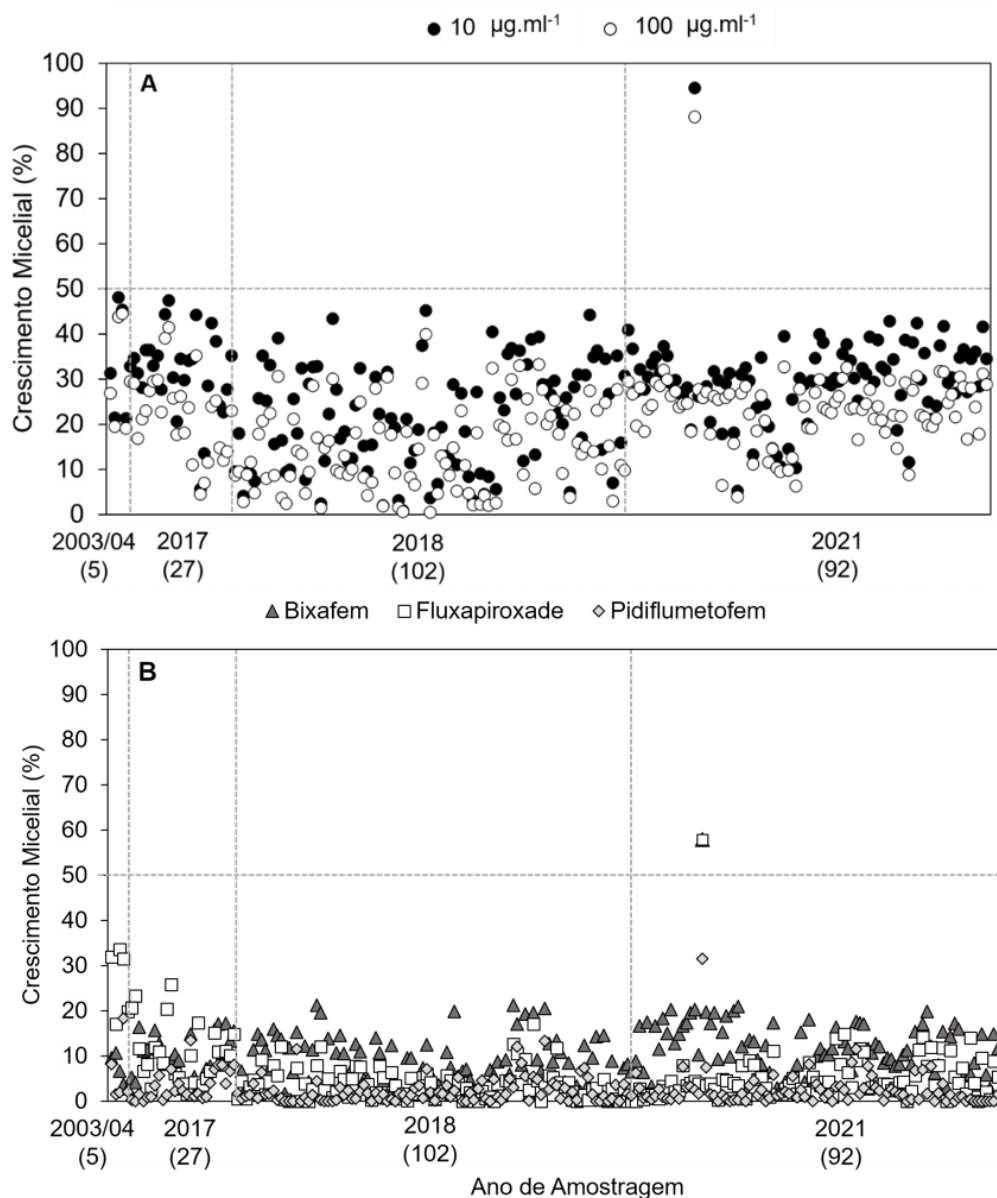 ● 10 µg.ml-1 ○ 100 µg.ml-1
A
Crescimento Micelial (%)
100
90
80
70
60
50
40
30
20
10
0
2003/04 2017 2018 2021
(5) (27) (102) (92)
▲ Bixafem □ Fluxapiroxade ◇ Pidiflumetofem
B
Crescimento Micelial (%)
100
90
80
70
60
50
40
30
20
10
0
2003/04 2017 2018 2021
(5) (27) (102) (92)
Ano de Amostragem